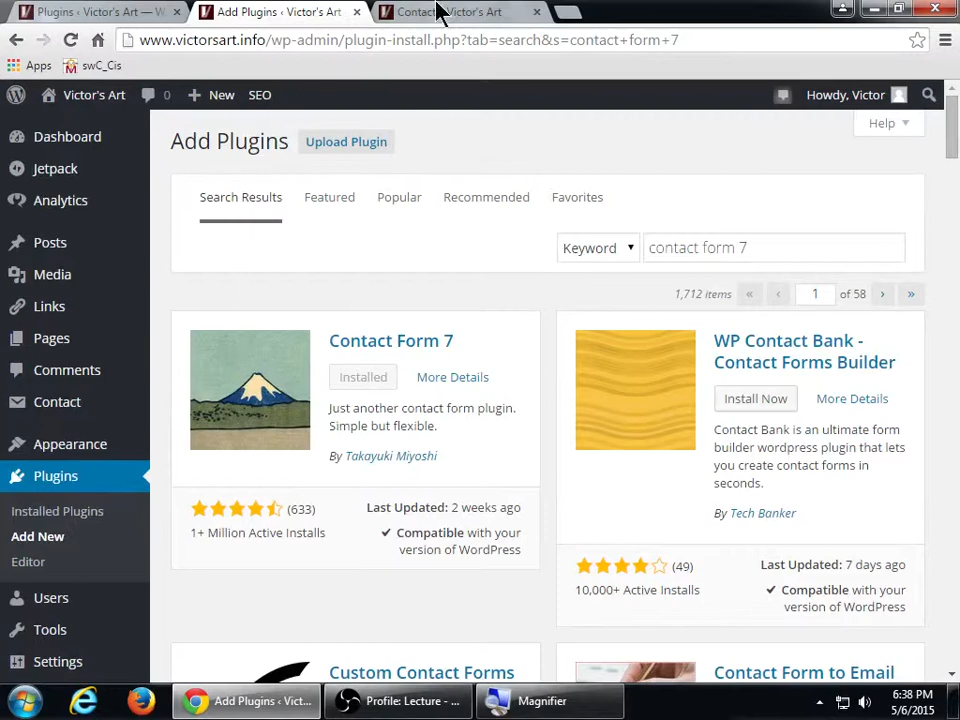 Plugins ‹ Victor's Art — W
Add Plugins ‹ Victor's Art
Contact Victor's Art
www.victorsart.info/wp-admin/plugin-install.php?tab=search&s=contact+form+7
Apps
swC_Cis
Victor's Art
0
New
SEO
Howdy, Victor
Dashboard
Jetpack
Analytics
Posts
Media
Links
Pages
Comments
Contact
Appearance
Plugins
Installed Plugins
Add New
Editor
Users
Tools
Settings
Add Plugins
Upload Plugin
Help
Search Results
Featured
Popular
Recommended
Favorites
Keyword
contact form 7
1,712 items
«
‹
1
of 58
›
»
Contact Form 7
Installed
More Details
Just another contact form plugin.
Simple but flexible.
By Takayuki Miyoshi
(633)
1+ Million Active Installs
Last Updated: 2 weeks ago
Compatible with your
version of WordPress
WP Contact Bank -
Contact Forms Builder
Install Now
More Details
Contact Bank is an ultimate form
builder wordpress plugin that lets
you create contact forms in
seconds.
By Tech Banker
(49)
10,000+ Active Installs
Last Updated: 7 days ago
Compatible with your
version of WordPress
Custom Contact Forms
Contact Form to Email
Add Plugins ‹ Vict...
Profile: Lecture - ...
Magnifier
6:38 PM
5/6/2015